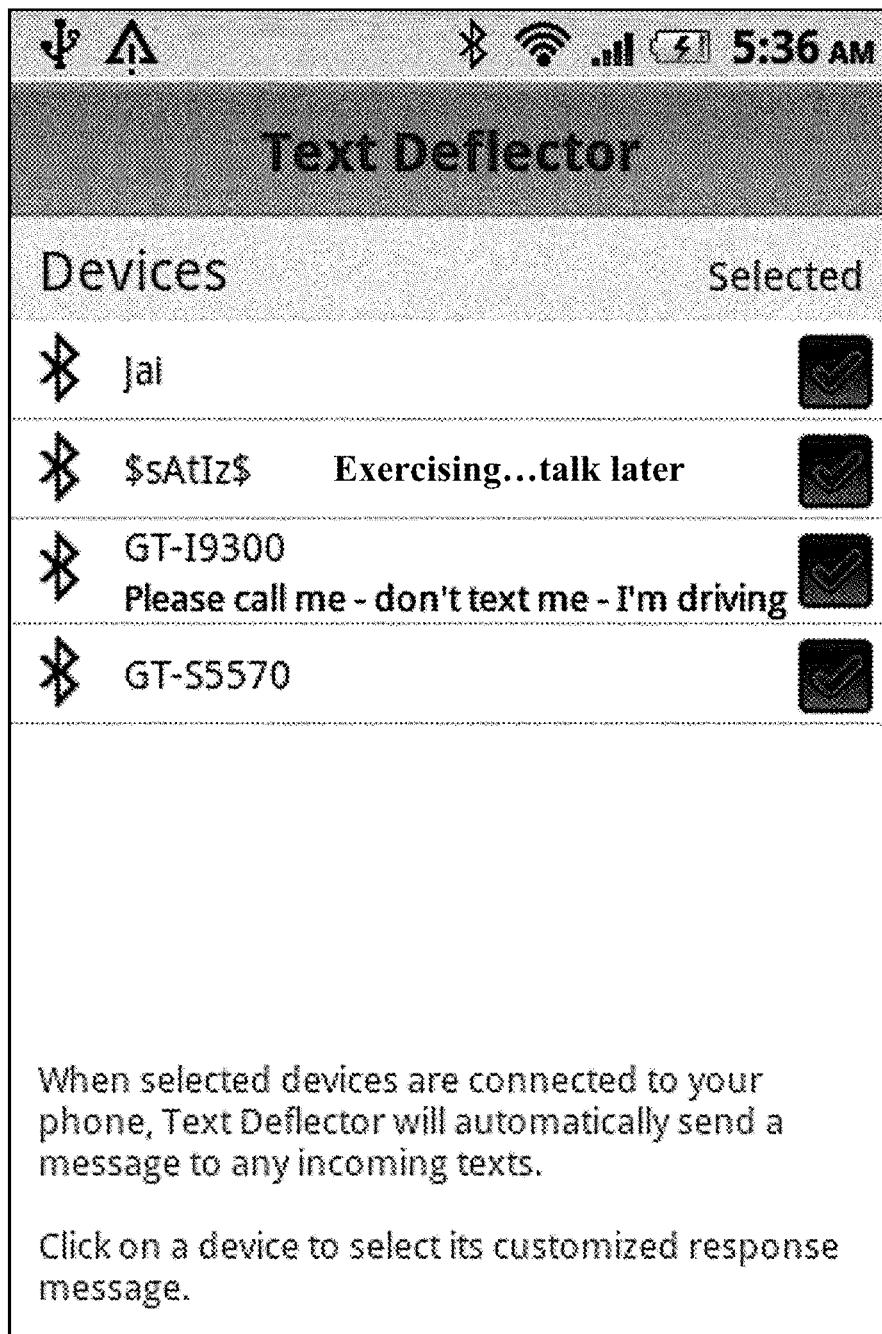 5:36 AM
Text Deflector
Devices Selected
Jai
$sAtIz$ Exercising...talk later
GT-I9300
Please call me - don't text me - I'm driving
GT-S5570
When selected devices are connected to your
phone, Text Deflector will automatically send a
message to any incoming texts.
Click on a device to select its customized response
message.